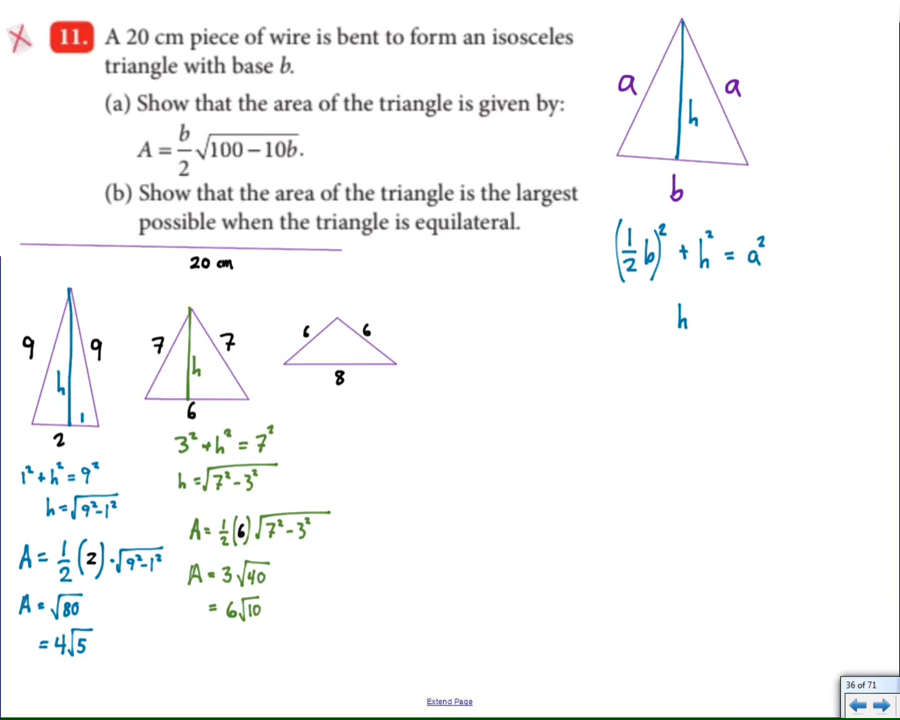 11. A 20 cm piece of wire is bent to form an isosceles
triangle with base b.
(a) Show that the area of the triangle is given by:
A = b/2 √(100 − 10b).
(b) Show that the area of the triangle is the largest
possible when the triangle is equilateral.
20 cm
a
a
h
b
(1/2 b)² + h² = a²
h
9
9
h
1
2
1² + h² = 9²
h = √(9² − 1²)
A = 1/2 (2) · √(9² − 1²)
A = √80
= 4√5
7
7
h
6
3² + h² = 7²
h = √(7² − 3²)
A = 1/2 (6) √(7² − 3²)
A = 3√40
= 6√10
6
6
8
Extend Page
36 of 71